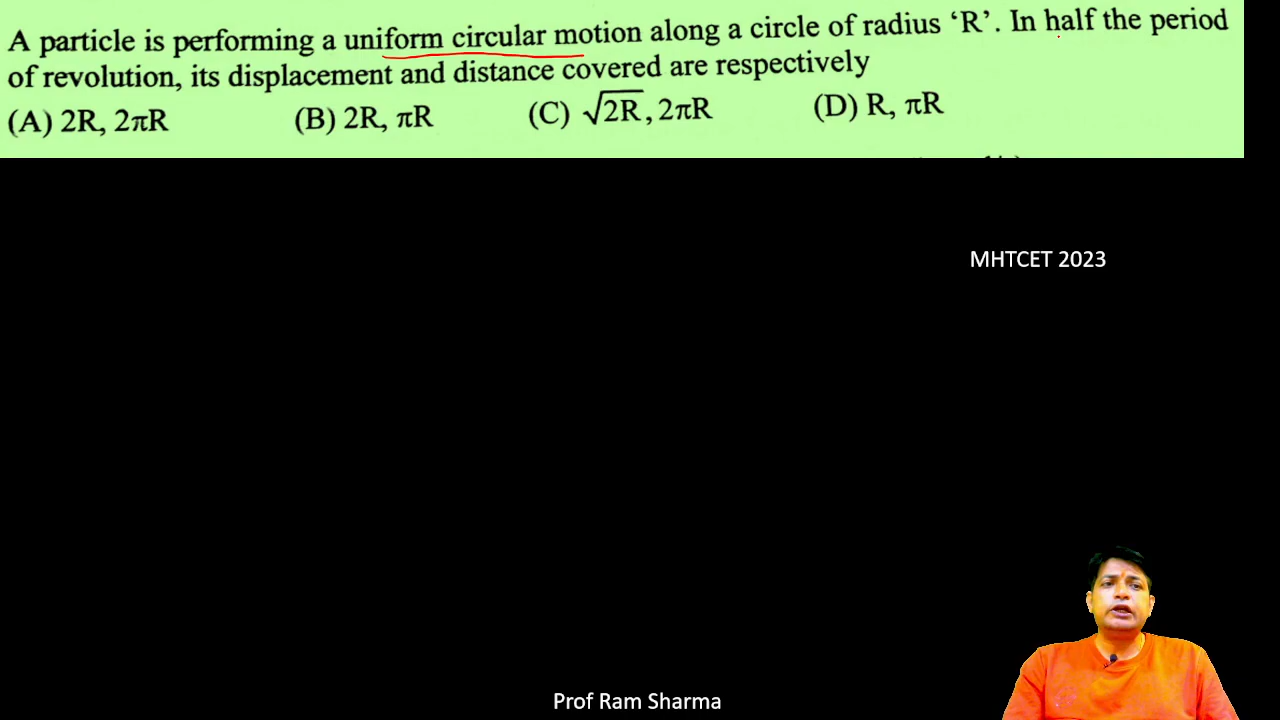 A particle is performing a uniform circular motion along a circle of radius ‘R’. In half the period
of revolution, its displacement and distance covered are respectively
(A) 2R, 2πR (B) 2R, πR (C) √2R, 2πR (D) R, πR
MHTCET 2023
Prof Ram Sharma